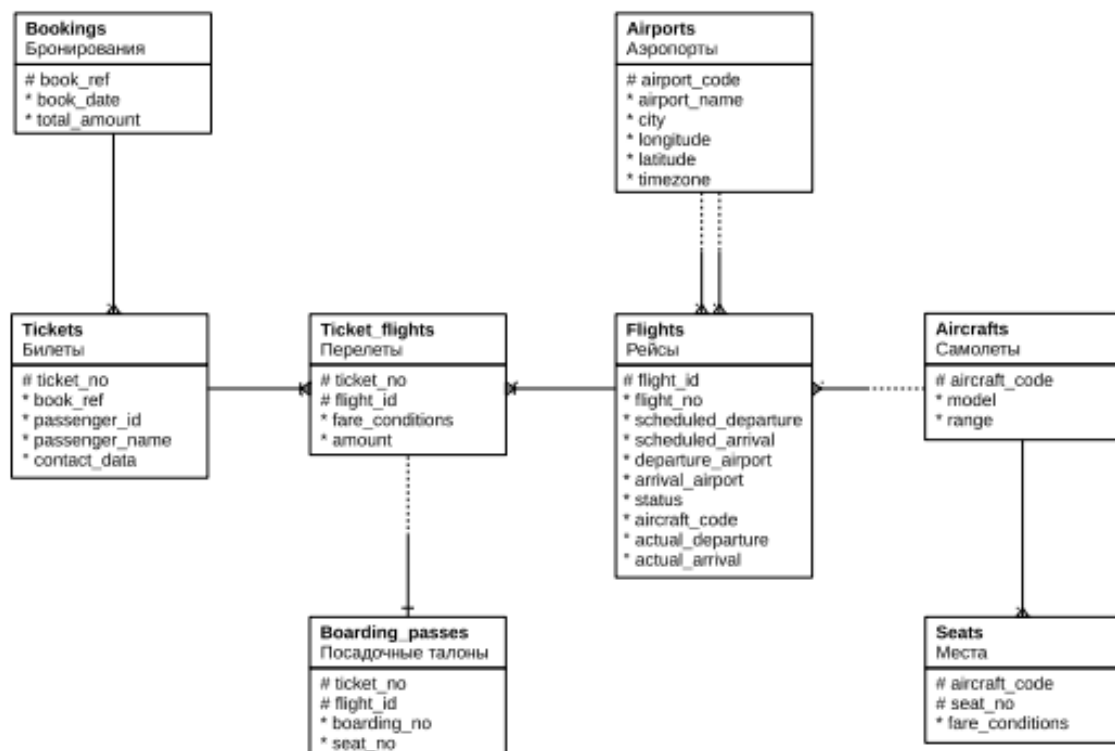 Bookings
Бронирования
# book_ref
* book_date
* total_amount
Airports
Аэропорты
# airport_code
* airport_name
* city
* longitude
* latitude
* timezone
Tickets
Билеты
# ticket_no
* book_ref
* passenger_id
* passenger_name
* contact_data
Ticket_flights
Перелеты
# ticket_no
# flight_id
* fare_conditions
* amount
Flights
Рейсы
# flight_id
* flight_no
* scheduled_departure
* scheduled_arrival
* departure_airport
* arrival_airport
* status
* aircraft_code
* actual_departure
* actual_arrival
Aircrafts
Самолеты
# aircraft_code
* model
* range
Boarding_passes
Посадочные талоны
# ticket_no
# flight_id
* boarding_no
* seat_no
Seats
Места
# aircraft_code
# seat_no
* fare_conditions